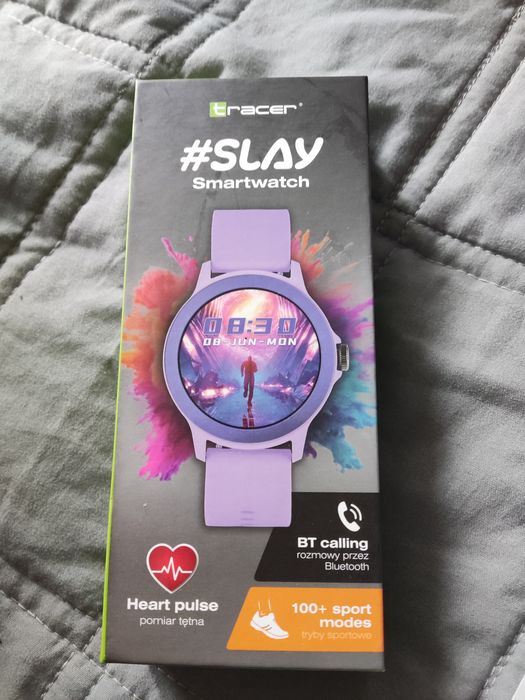 tracer®
#SLAY
Smartwatch
08:30
08-JUN-MON
BT calling
rozmowy przez
Bluetooth
Heart pulse
pomiar tętna
100+ sport
modes
tryby sportowe